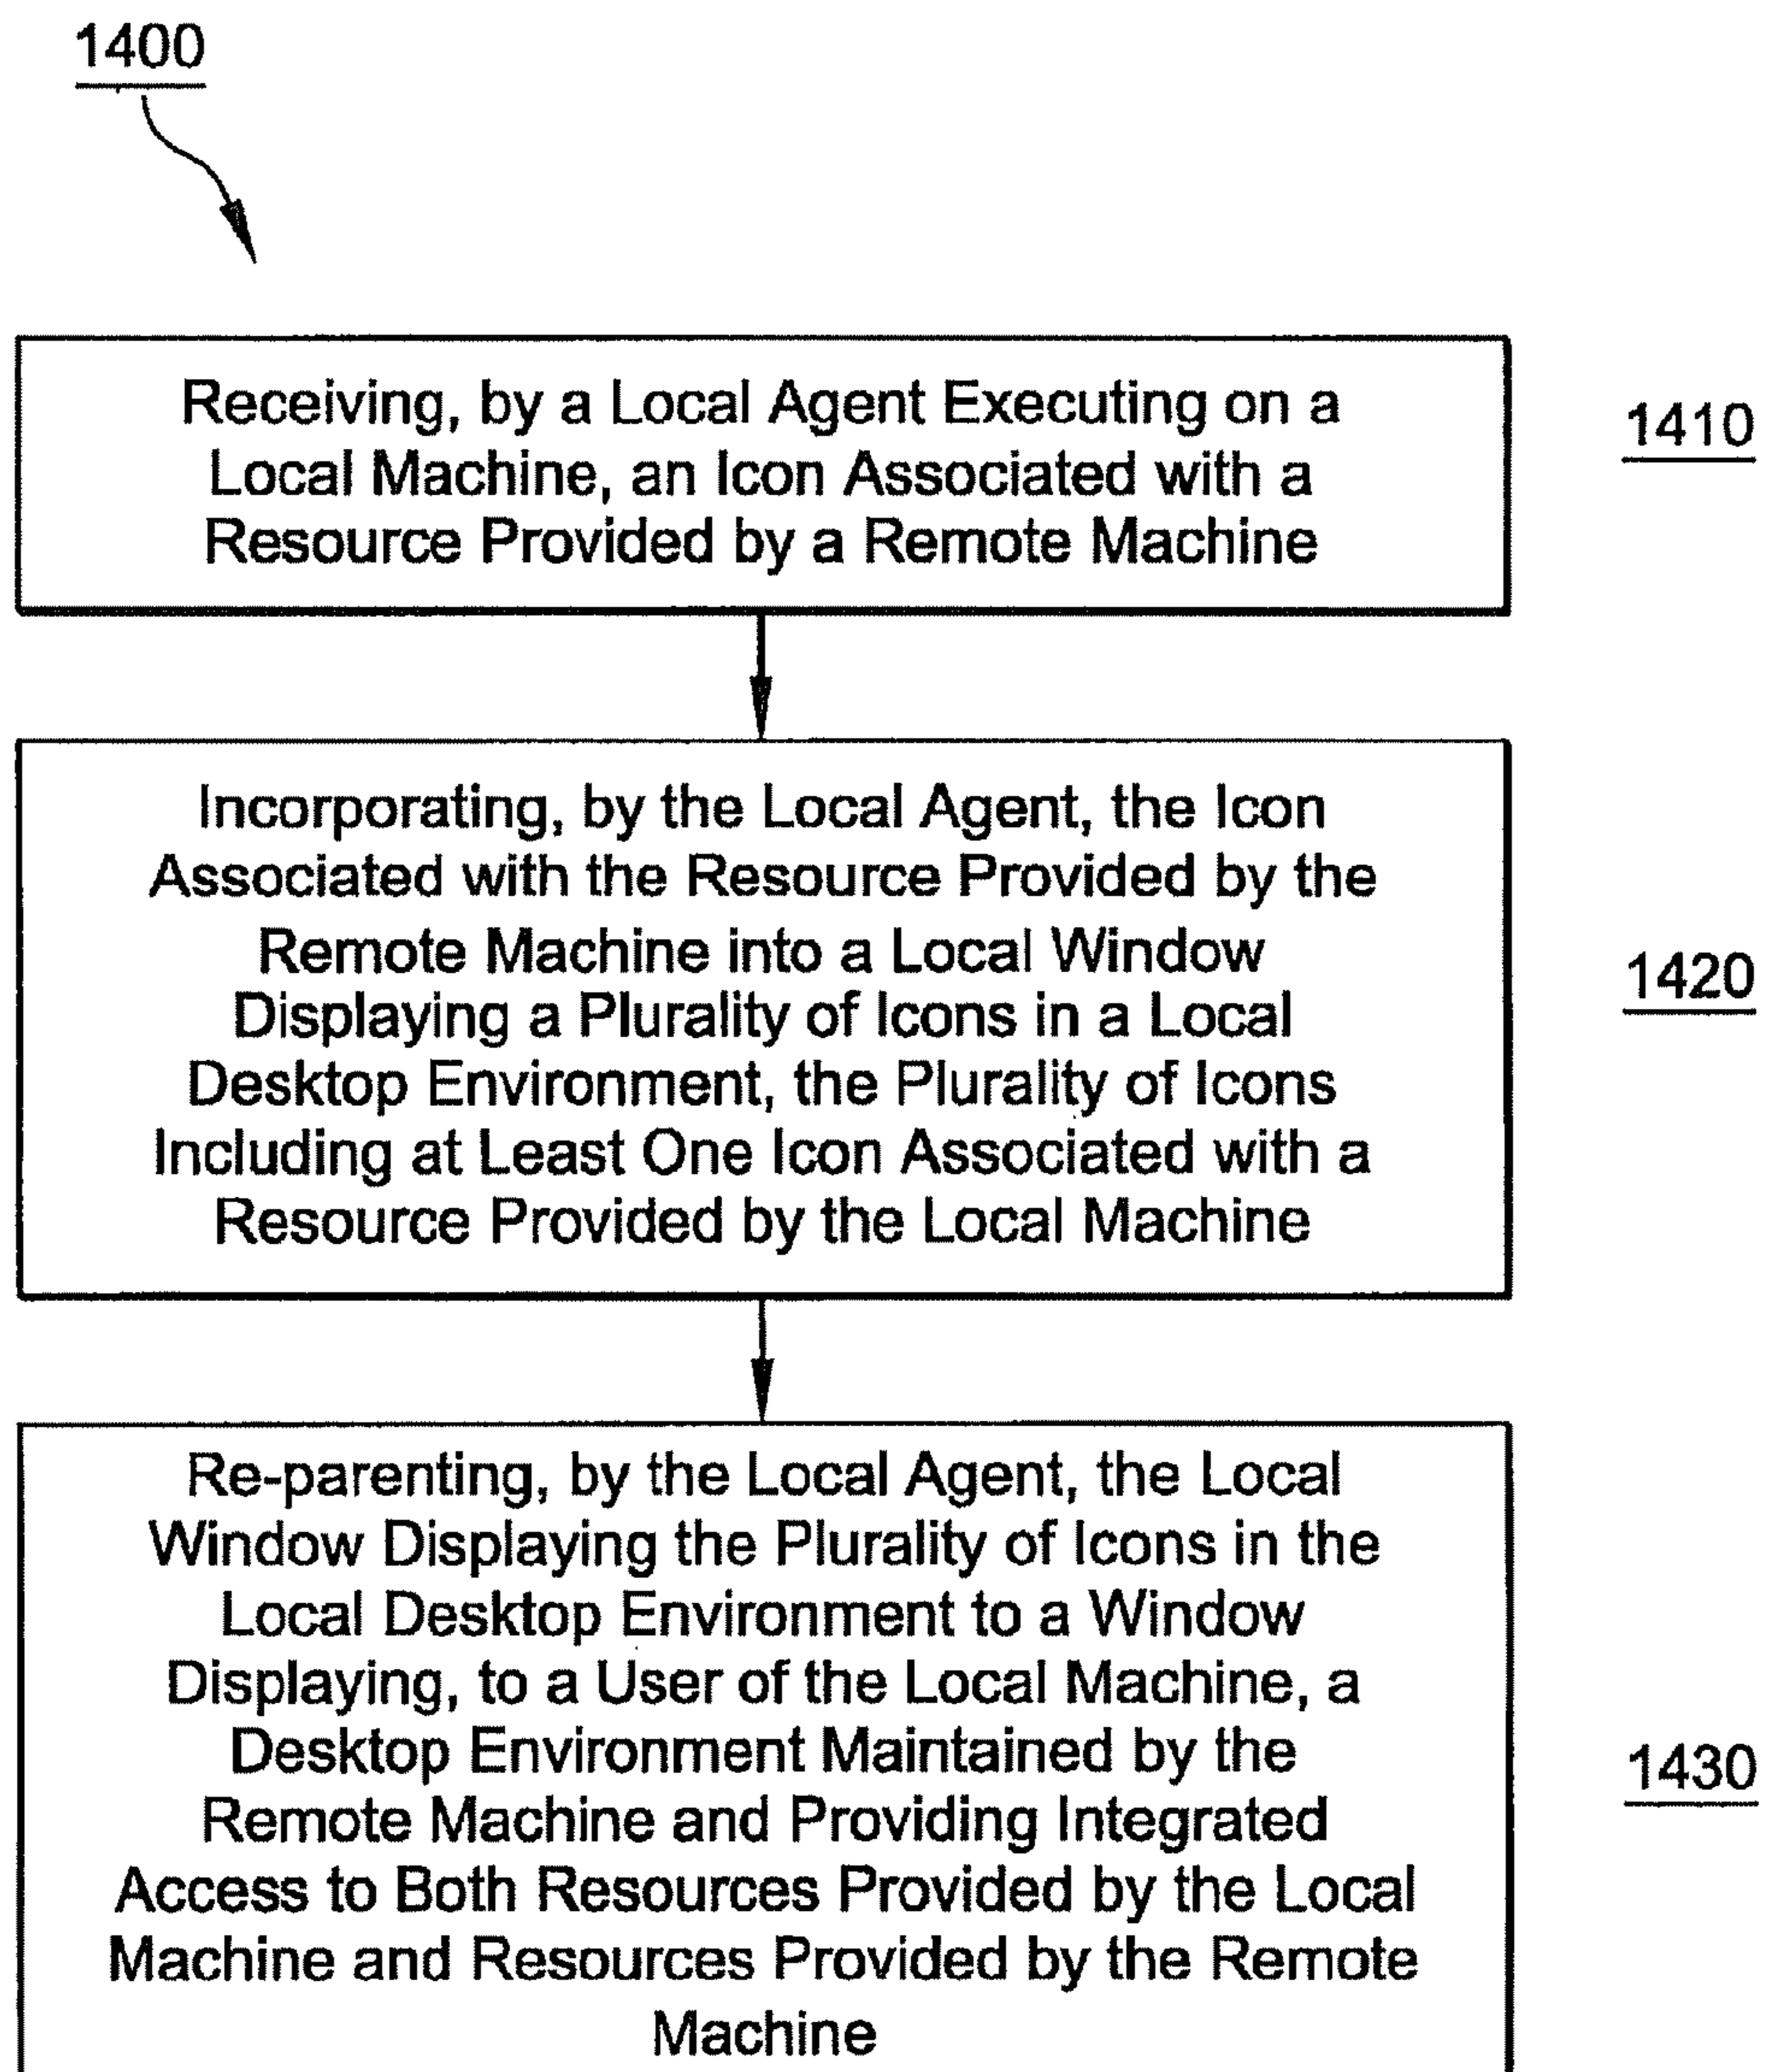 1400
Receiving, by a Local Agent Executing on a
Local Machine, an Icon Associated with a
Resource Provided by a Remote Machine
1410
Incorporating, by the Local Agent, the Icon
Associated with the Resource Provided by the
Remote Machine into a Local Window
Displaying a Plurality of Icons in a Local
Desktop Environment, the Plurality of Icons
Including at Least One Icon Associated with a
Resource Provided by the Local Machine
1420
Re-parenting, by the Local Agent, the Local
Window Displaying the Plurality of Icons in the
Local Desktop Environment to a Window
Displaying, to a User of the Local Machine, a
Desktop Environment Maintained by the
Remote Machine and Providing Integrated
Access to Both Resources Provided by the Local
Machine and Resources Provided by the Remote
Machine
1430